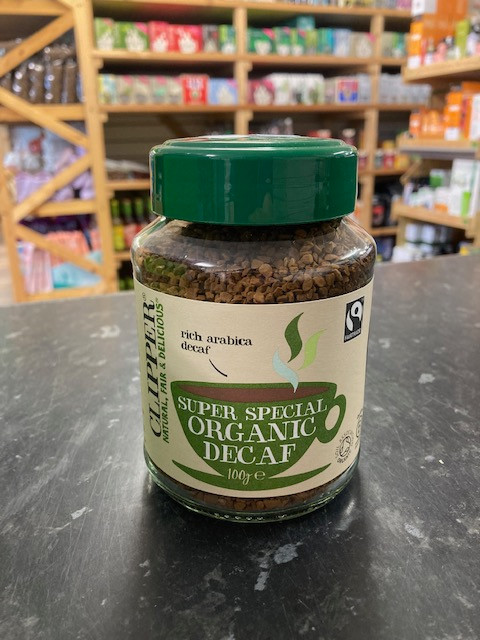 CLIPPER
NATURAL, FAIR & DELICIOUS
rich arabica
decaf
SUPER SPECIAL
ORGANIC
DECAF
100g e